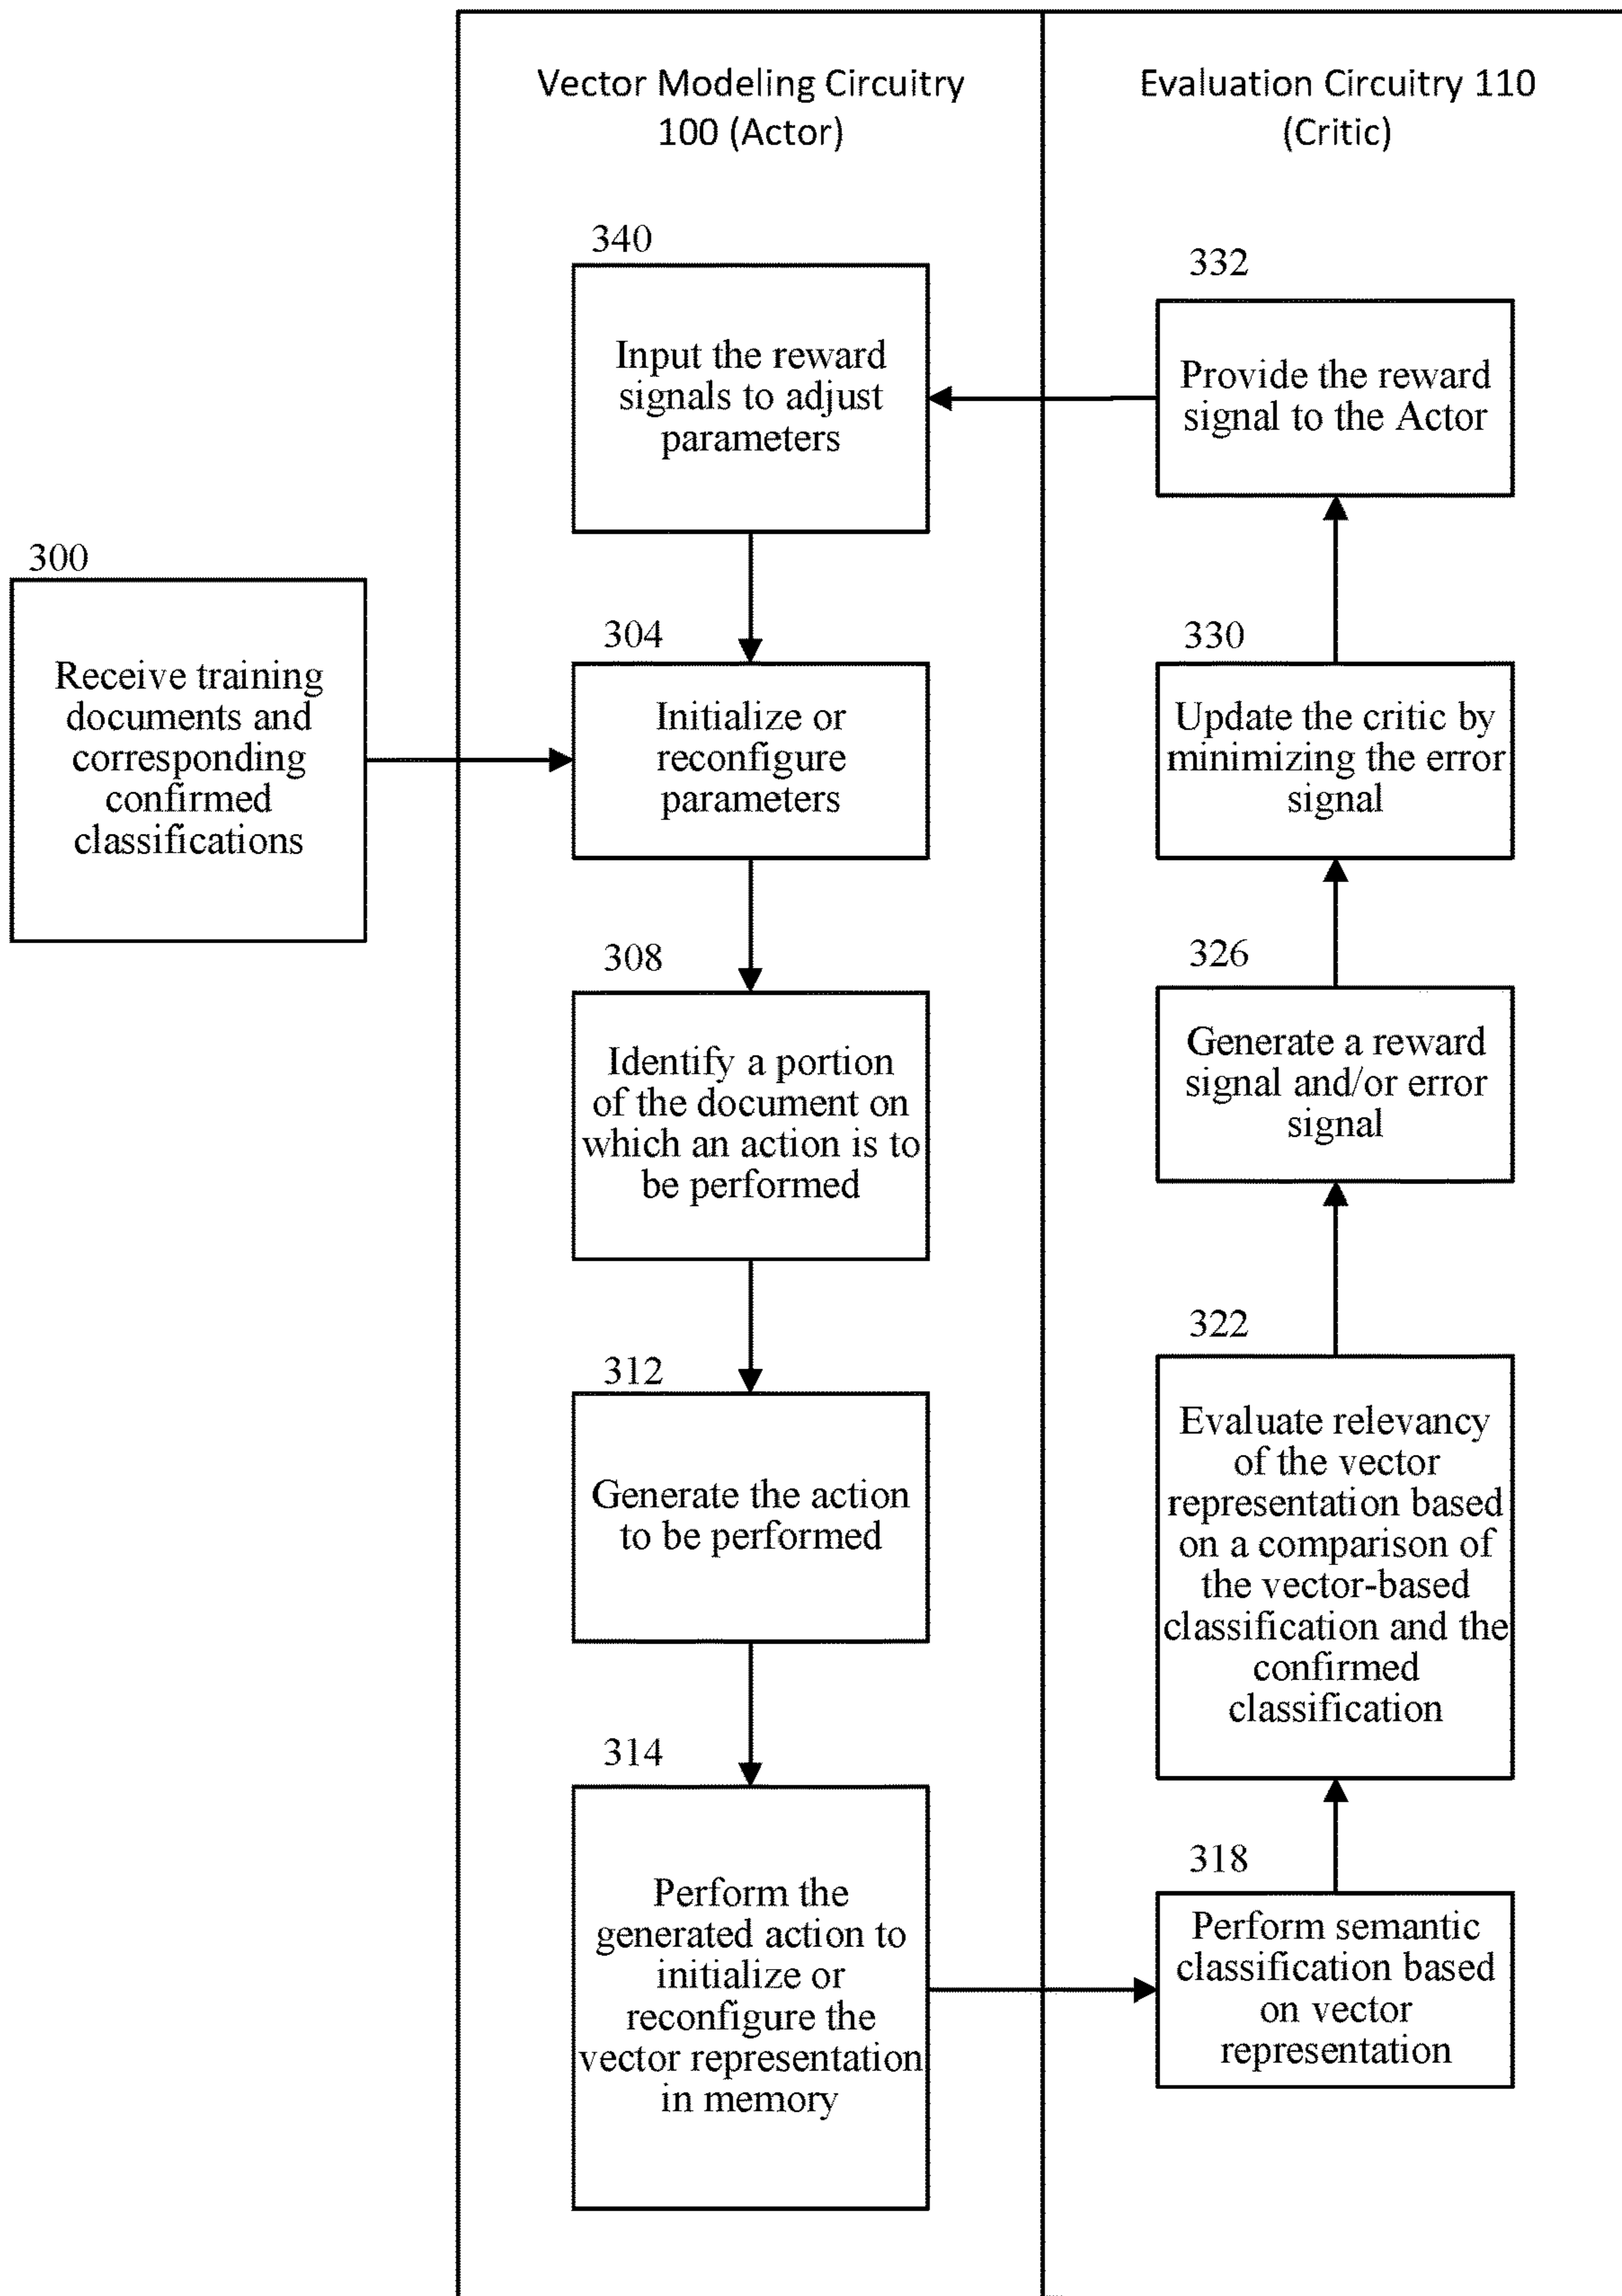 Vector Modeling Circuitry
100 (Actor)
Evaluation Circuitry 110
(Critic)
300
Receive training
documents and
corresponding
confirmed
classifications
340
Input the reward
signals to adjust
parameters
304
Initialize or
reconfigure
parameters
308
Identify a portion
of the document on
which an action is to
be performed
312
Generate the action
to be performed
314
Perform the
generated action to
initialize or
reconfigure the
vector representation
in memory
332
Provide the reward
signal to the Actor
330
Update the critic by
minimizing the error
signal
326
Generate a reward
signal and/or error
signal
322
Evaluate relevancy
of the vector
representation based
on a comparison of
the vector-based
classification and the
confirmed
classification
318
Perform semantic
classification based
on vector
representation